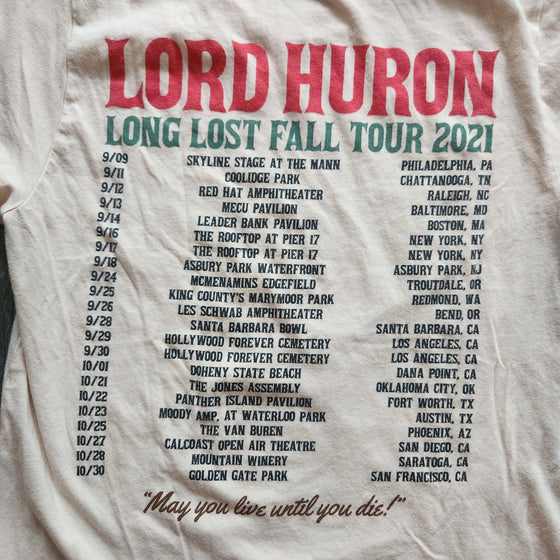 LORD HURON
LONG LOST FALL TOUR 2021
9/09 SKYLINE STAGE AT THE MANN PHILADELPHIA, PA
9/11 COOLIDGE PARK CHATTANOOGA, TN
9/12 RED HAT AMPHITHEATER RALEIGH, NC
9/13 MECU PAVILION BALTIMORE, MD
9/14 LEADER BANK PAVILION BOSTON, MA
9/16 THE ROOFTOP AT PIER 17 NEW YORK, NY
9/17 THE ROOFTOP AT PIER 17 NEW YORK, NY
9/18 ASBURY PARK WATERFRONT ASBURY PARK, NJ
9/24 MCMENAMINS EDGEFIELD TROUTDALE, OR
9/25 KING COUNTY'S MARYMOOR PARK REDMOND, WA
9/26 LES SCHWAB AMPHITHEATER BEND, OR
9/28 SANTA BARBARA BOWL SANTA BARBARA, CA
9/29 HOLLYWOOD FOREVER CEMETERY LOS ANGELES, CA
9/30 HOLLYWOOD FOREVER CEMETERY LOS ANGELES, CA
10/01 DOHENY STATE BEACH DANA POINT, CA
10/21 THE JONES ASSEMBLY OKLAHOMA CITY, OK
10/22 PANTHER ISLAND PAVILION FORT WORTH, TX
10/23 MOODY AMP. AT WATERLOO PARK AUSTIN, TX
10/25 THE VAN BUREN PHOENIX, AZ
10/27 CALCOAST OPEN AIR THEATRE SAN DIEGO, CA
10/28 MOUNTAIN WINERY SARATOGA, CA
10/30 GOLDEN GATE PARK SAN FRANCISCO, CA
"May you live until you die!"